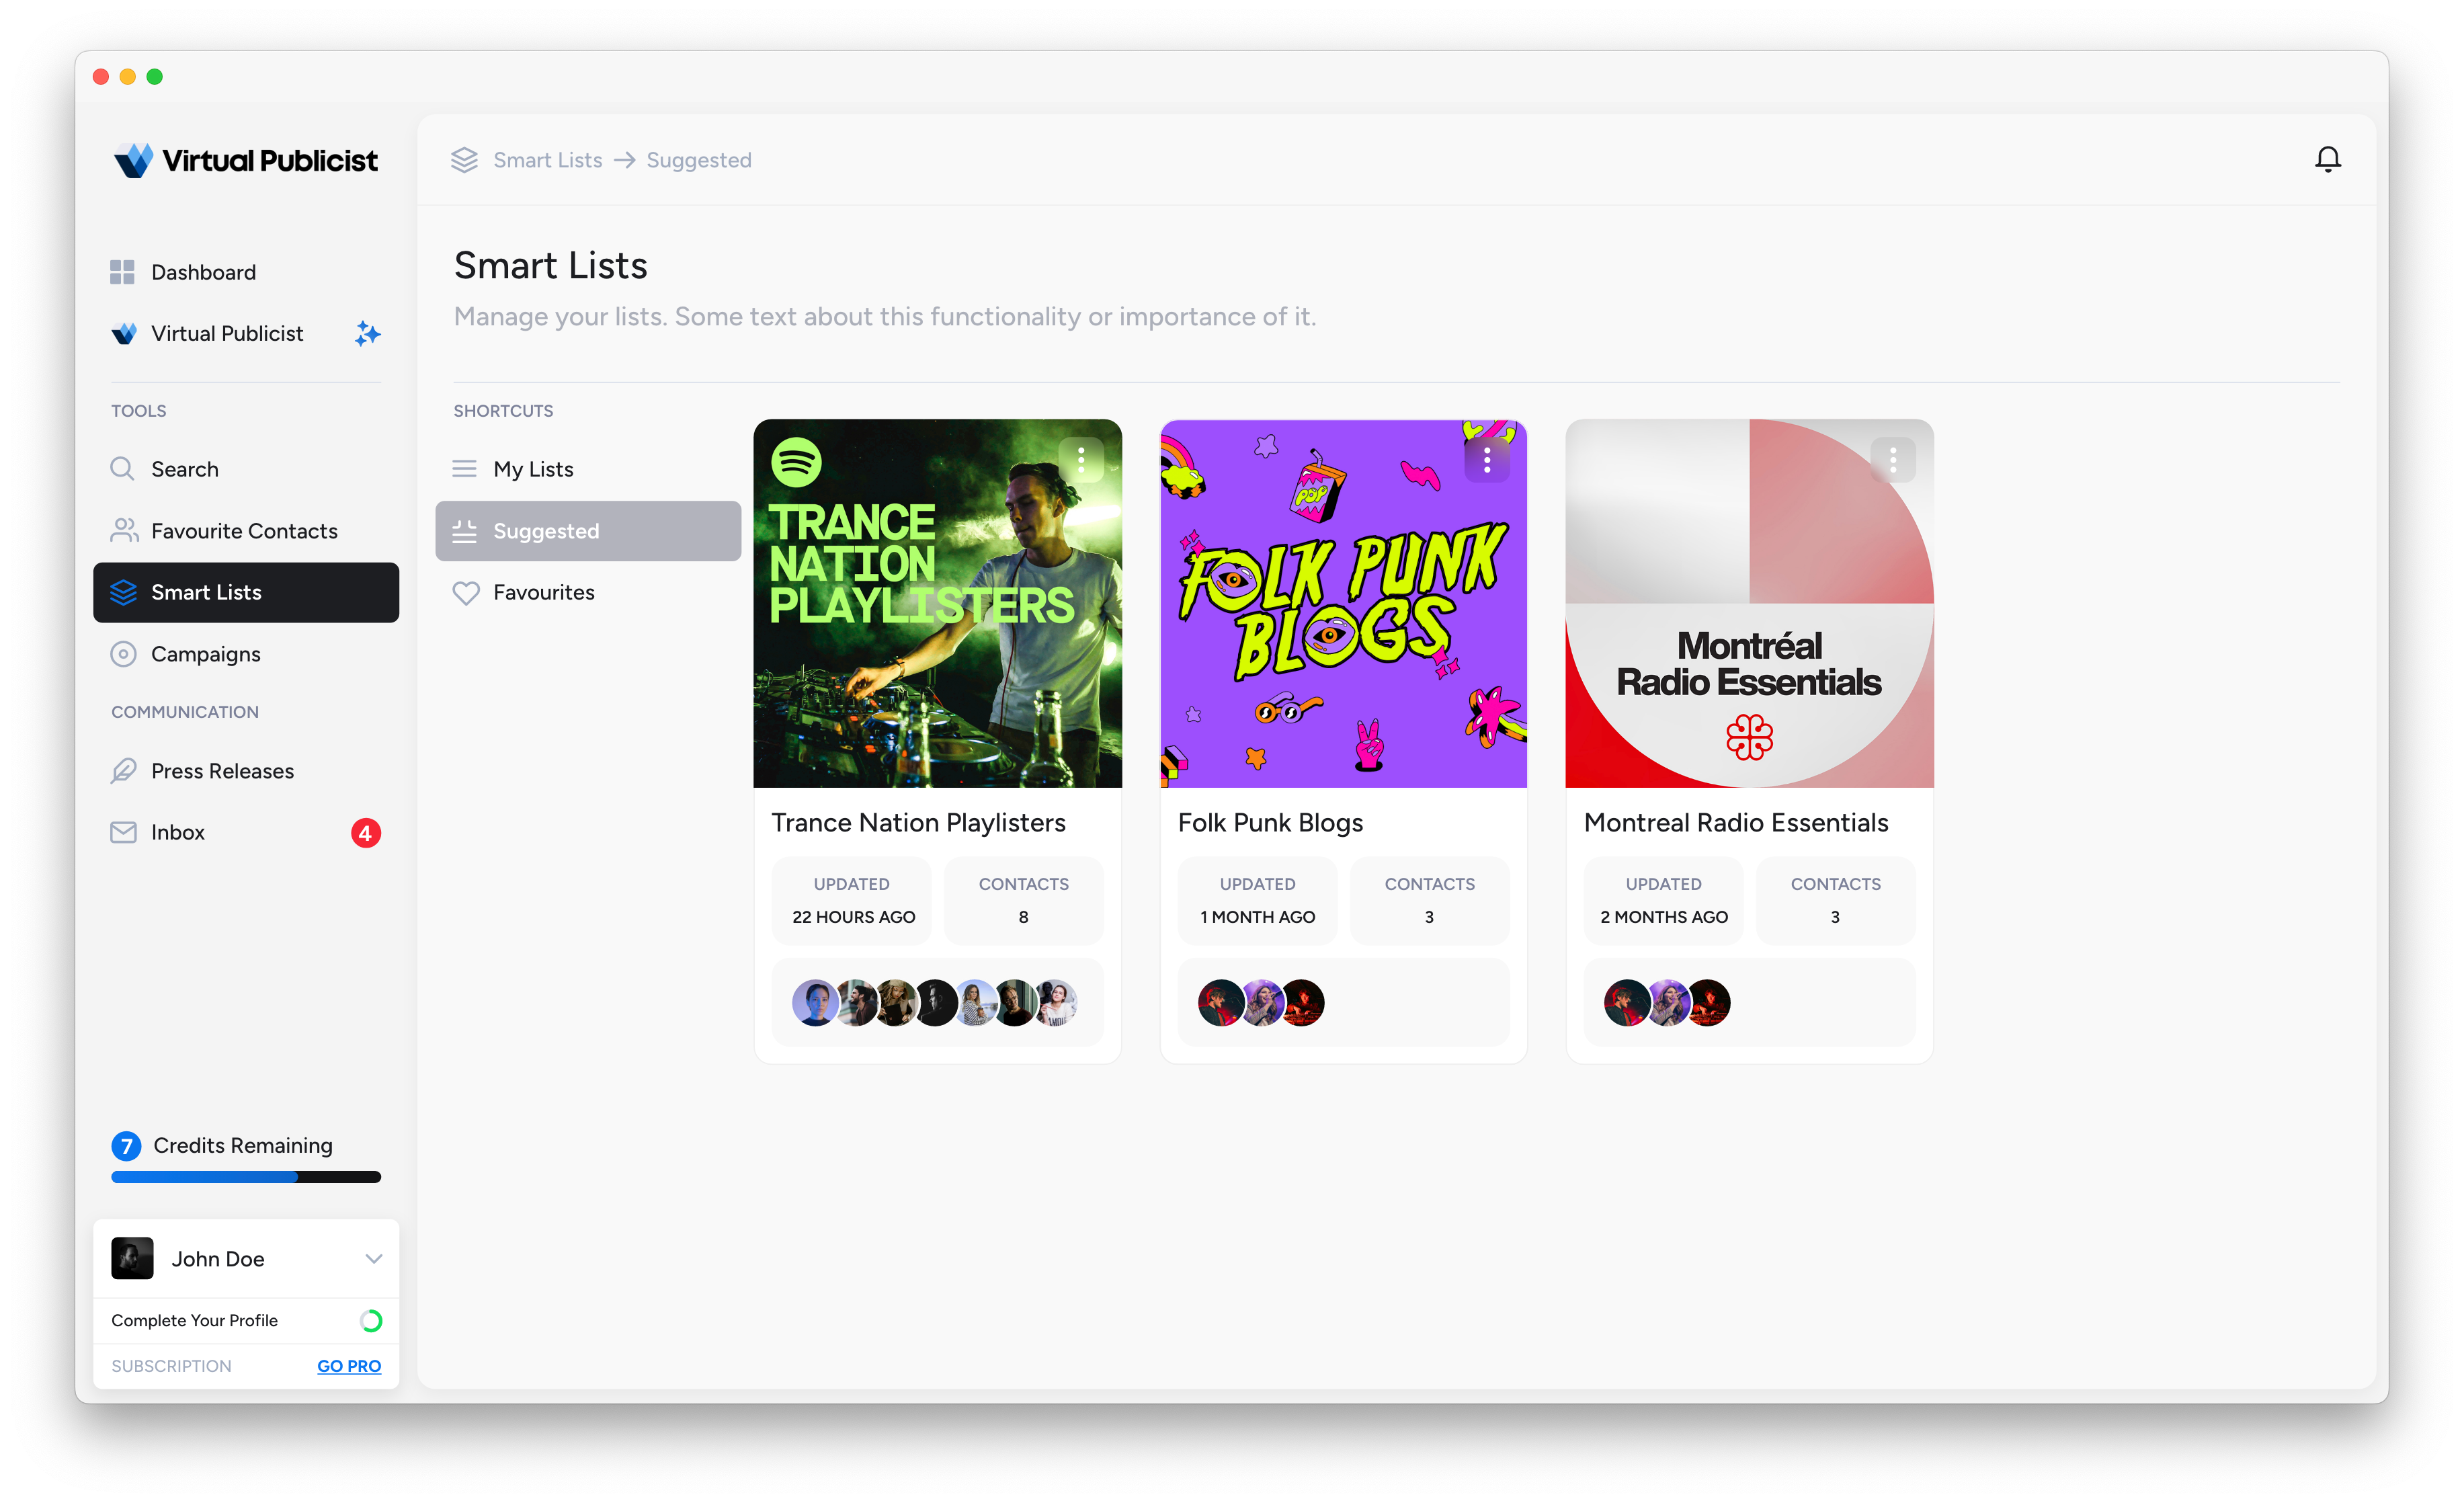 Virtual Publicist
Dashboard
Virtual Publicist
TOOLS
Search
Favourite Contacts
Smart Lists
Campaigns
COMMUNICATION
Press Releases
Inbox
4
7
Credits Remaining
John Doe
Complete Your Profile
SUBSCRIPTION
GO PRO
Smart Lists → Suggested
Smart Lists
Manage your lists. Some text about this functionality or importance of it.
SHORTCUTS
My Lists
Suggested
Favourites
TRANCE
NATION
PLAYLISTERS
Trance Nation Playlisters
UPDATED
22 HOURS AGO
CONTACTS
8
POP
FOLK PUNK
BLOGS
Folk Punk Blogs
UPDATED
1 MONTH AGO
CONTACTS
3
Montréal
Radio Essentials
Montreal Radio Essentials
UPDATED
2 MONTHS AGO
CONTACTS
3